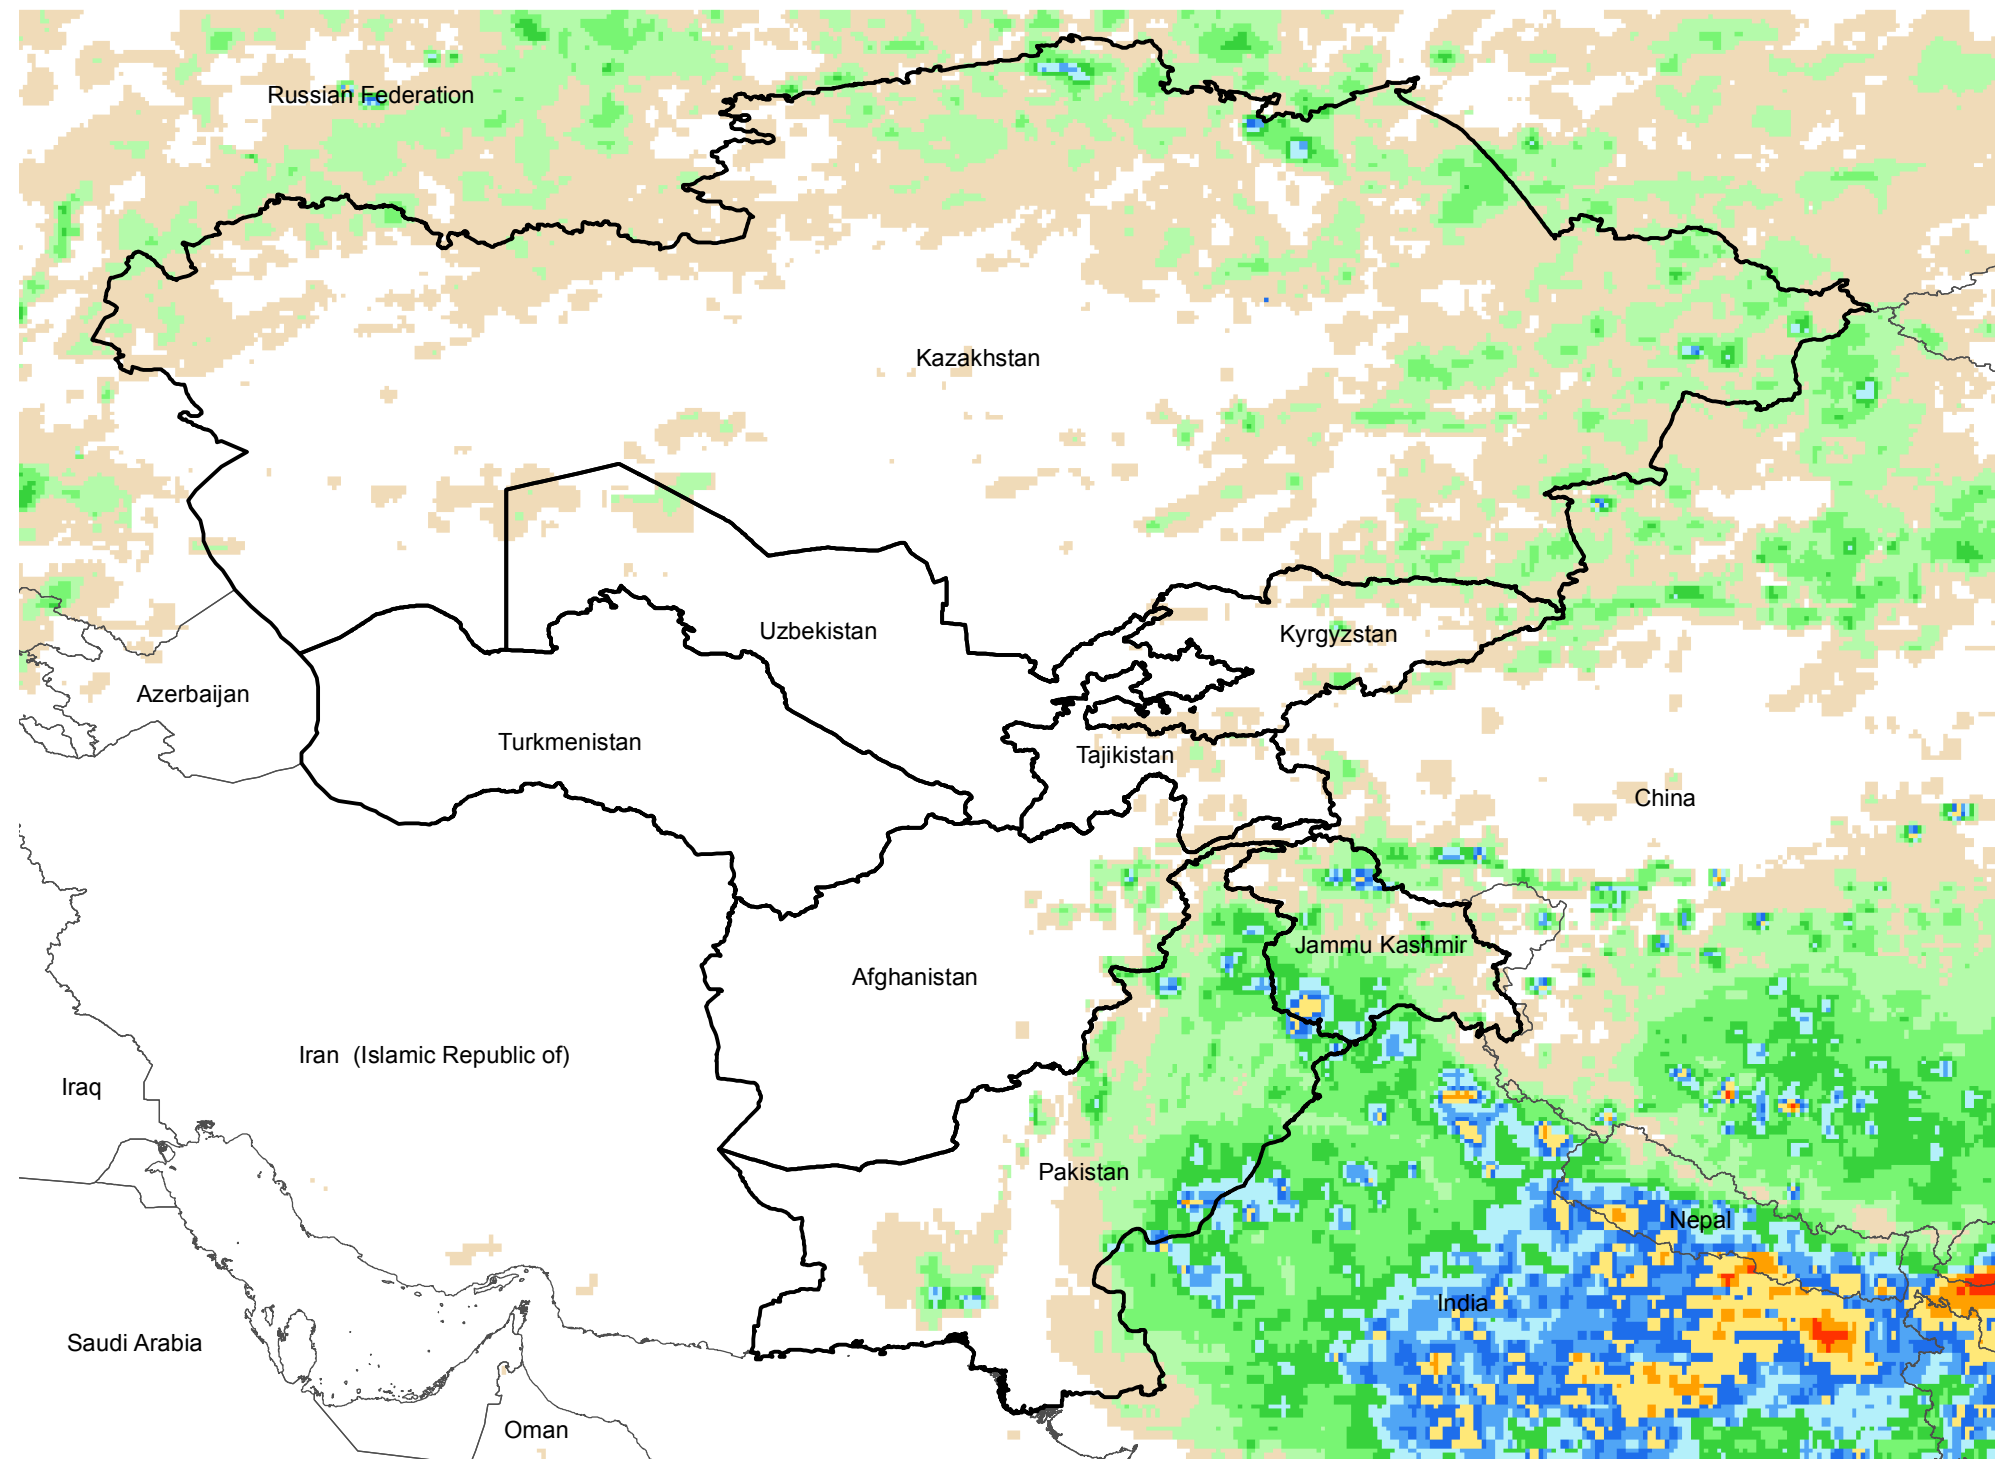 Russian Federation
Kazakhstan
Uzbekistan
Kyrgyzstan
Azerbaijan
Turkmenistan
Tajikistan
China
Jammu Kashmir
Afghanistan
Iran  (Islamic Republic of)
Iraq
Pakistan
Nepal
India
Saudi Arabia
Oman